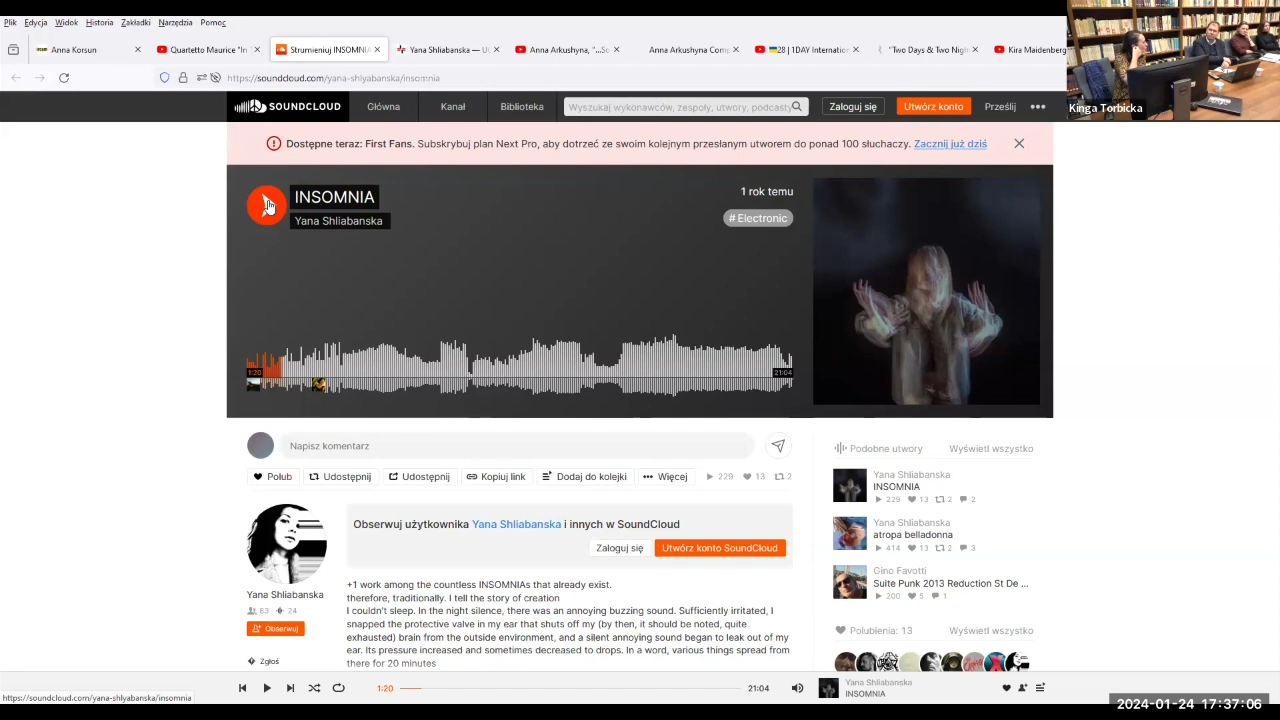 Plik Edycja Widok Historia Zakładki Narzędzia Pomoc
Anna Korsun
Quartetto Maurice "In
Strumieniuj INSOMNIA
Yana Shliabanska — U
Anna Arkushyna, "...So
Anna Arkushyna Com
28 | 1DAY Internation
"Two Days & Two Nigh
Kira Maidenberg
https://soundcloud.com/yana-shlyabanska/insomnia
Kinga Torbicka
SOUNDCLOUD
Główna
Kanał
Biblioteka
Wyszukaj wykonawców, zespoły, utwory, podcasty
Zaloguj się
Utwórz konto
Prześlij
Dostępne teraz: First Fans. Subskrybuj plan Next Pro, aby dotrzeć ze swoim kolejnym przesłanym utworem do ponad 100 słuchaczy. Zacznij już dziś
INSOMNIA
Yana Shliabanska
1 rok temu
# Electronic
1:20
21:04
Napisz komentarz
Polub
Udostępnij
Udostępnij
Kopiuj link
Dodaj do kolejki
Więcej
229
13
2
Obserwuj użytkownika Yana Shliabanska i innych w SoundCloud
Zaloguj się
Utwórz konto SoundCloud
Yana Shliabanska
83 24
Obserwuj
Zgłoś
+1 work among the countless INSOMNIAs that already exist.
therefore, traditionally. I tell the story of creation
I couldn't sleep. In the night silence, there was an annoying buzzing sound. Sufficiently irritated, I
snapped the protective valve in my ear that shuts off my (by then, it should be noted, quite
exhausted) brain from the outside environment, and a silent annoying sound began to leak out of my
ear. Its pressure increased and sometimes decreased to drops. In a word, various things spread from
there for 20 minutes
Podobne utwory
Wyświetl wszystko
Yana Shliabanska
INSOMNIA
229 13 2 2
Yana Shliabanska
atropa belladonna
414 13 2 3
Gino Favotti
Suite Punk 2013 Reduction St De ...
200 5 1
Polubienia: 13
Wyświetl wszystko
https://soundcloud.com/yana-shlyabanska/insomnia
1:20
21:04
Yana Shliabanska
INSOMNIA
2024-01-24 17:37:06